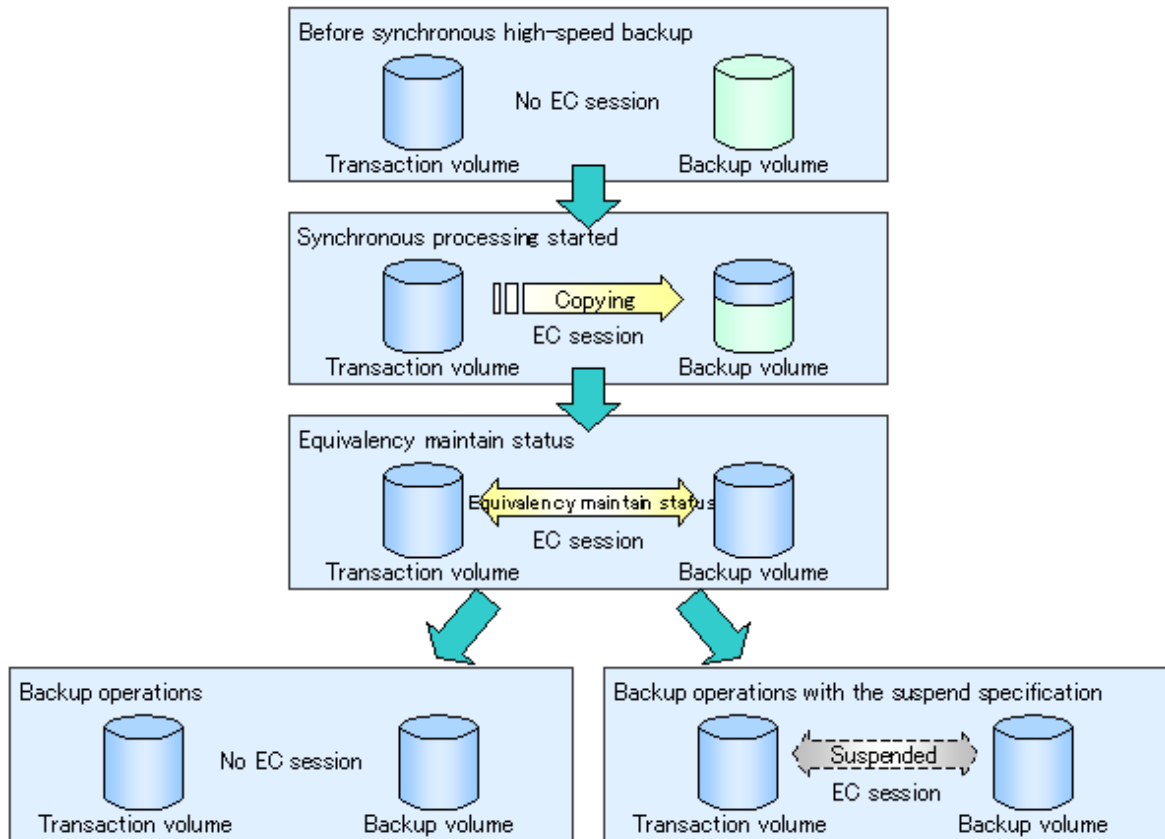 Before synchronous high-speed backup
No EC session
Transaction volume
Backup volume
Synchronous processing started
Copying
EC session
Transaction volume
Backup volume
Equivalency maintain status
Equivalency maintain status
EC session
Transaction volume
Backup volume
Backup operations
No EC session
Transaction volume
Backup volume
Backup operations with the suspend specification
Suspended
EC session
Transaction volume
Backup volume